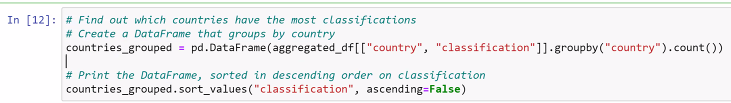 In [12]: # Find out which countries have the most classifications
# Create a DataFrame that groups by country
countries_grouped = pd.DataFrame(aggregated_df[["country", "classification"]].groupby("country").count())
# Print the DataFrame, sorted in descending order on classification
countries_grouped.sort_values("classification", ascending=False)